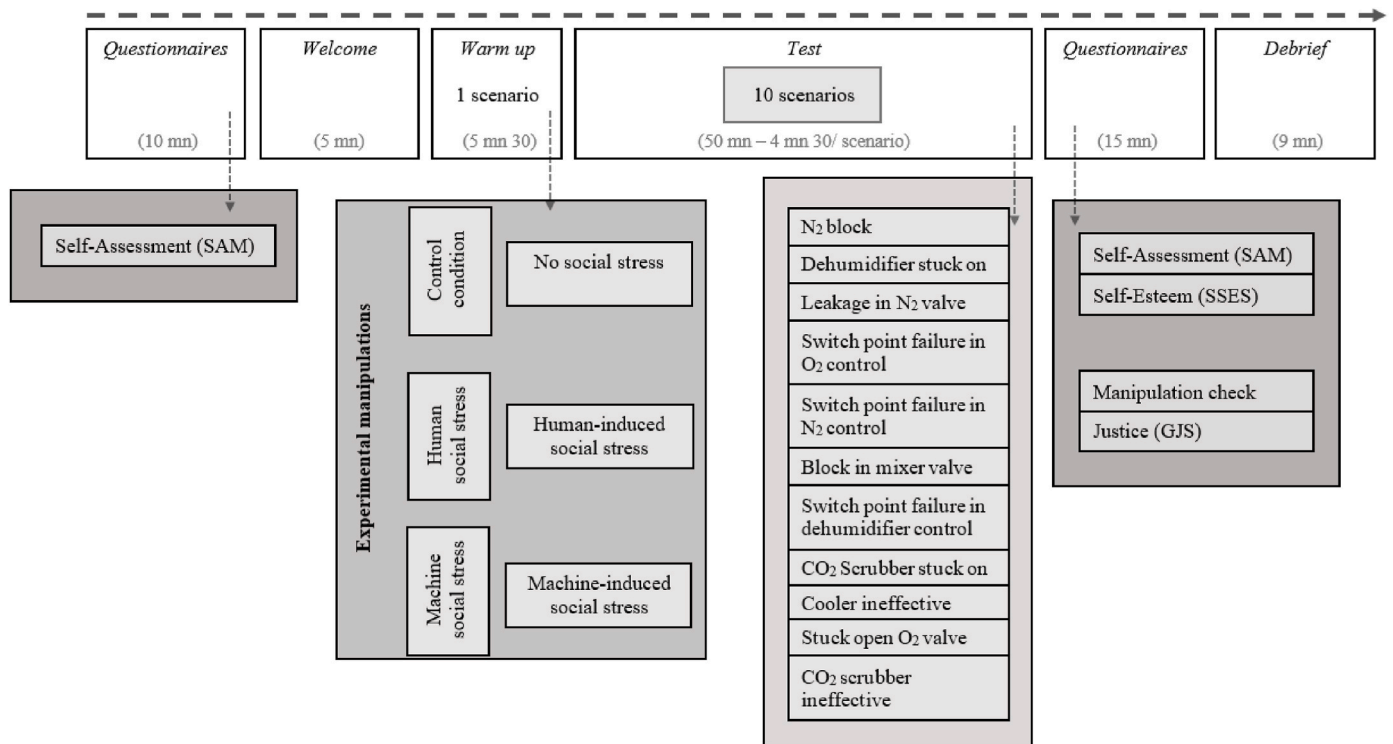 Questionnaires
(10 mn)
Welcome
(5 mn)
Warm up
1 scenario
(5 mn 30)
Test
10 scenarios
(50 mn – 4 mn 30/ scenario)
Questionnaires
(15 mn)
Debrief
(9 mn)
Self-Assessment (SAM)
Experimental manipulations
Control
condition
No social stress
Human
social stress
Human-induced
social stress
Machine
social stress
Machine-induced
social stress
N₂ block
Dehumidifier stuck on
Leakage in N₂ valve
Switch point failure in
O₂ control
Switch point failure in
N₂ control
Block in mixer valve
Switch point failure in
dehumidifier control
CO₂ Scrubber stuck on
Cooler ineffective
Stuck open O₂ valve
CO₂ scrubber
ineffective
Self-Assessment (SAM)
Self-Esteem (SSES)
Manipulation check
Justice (GJS)